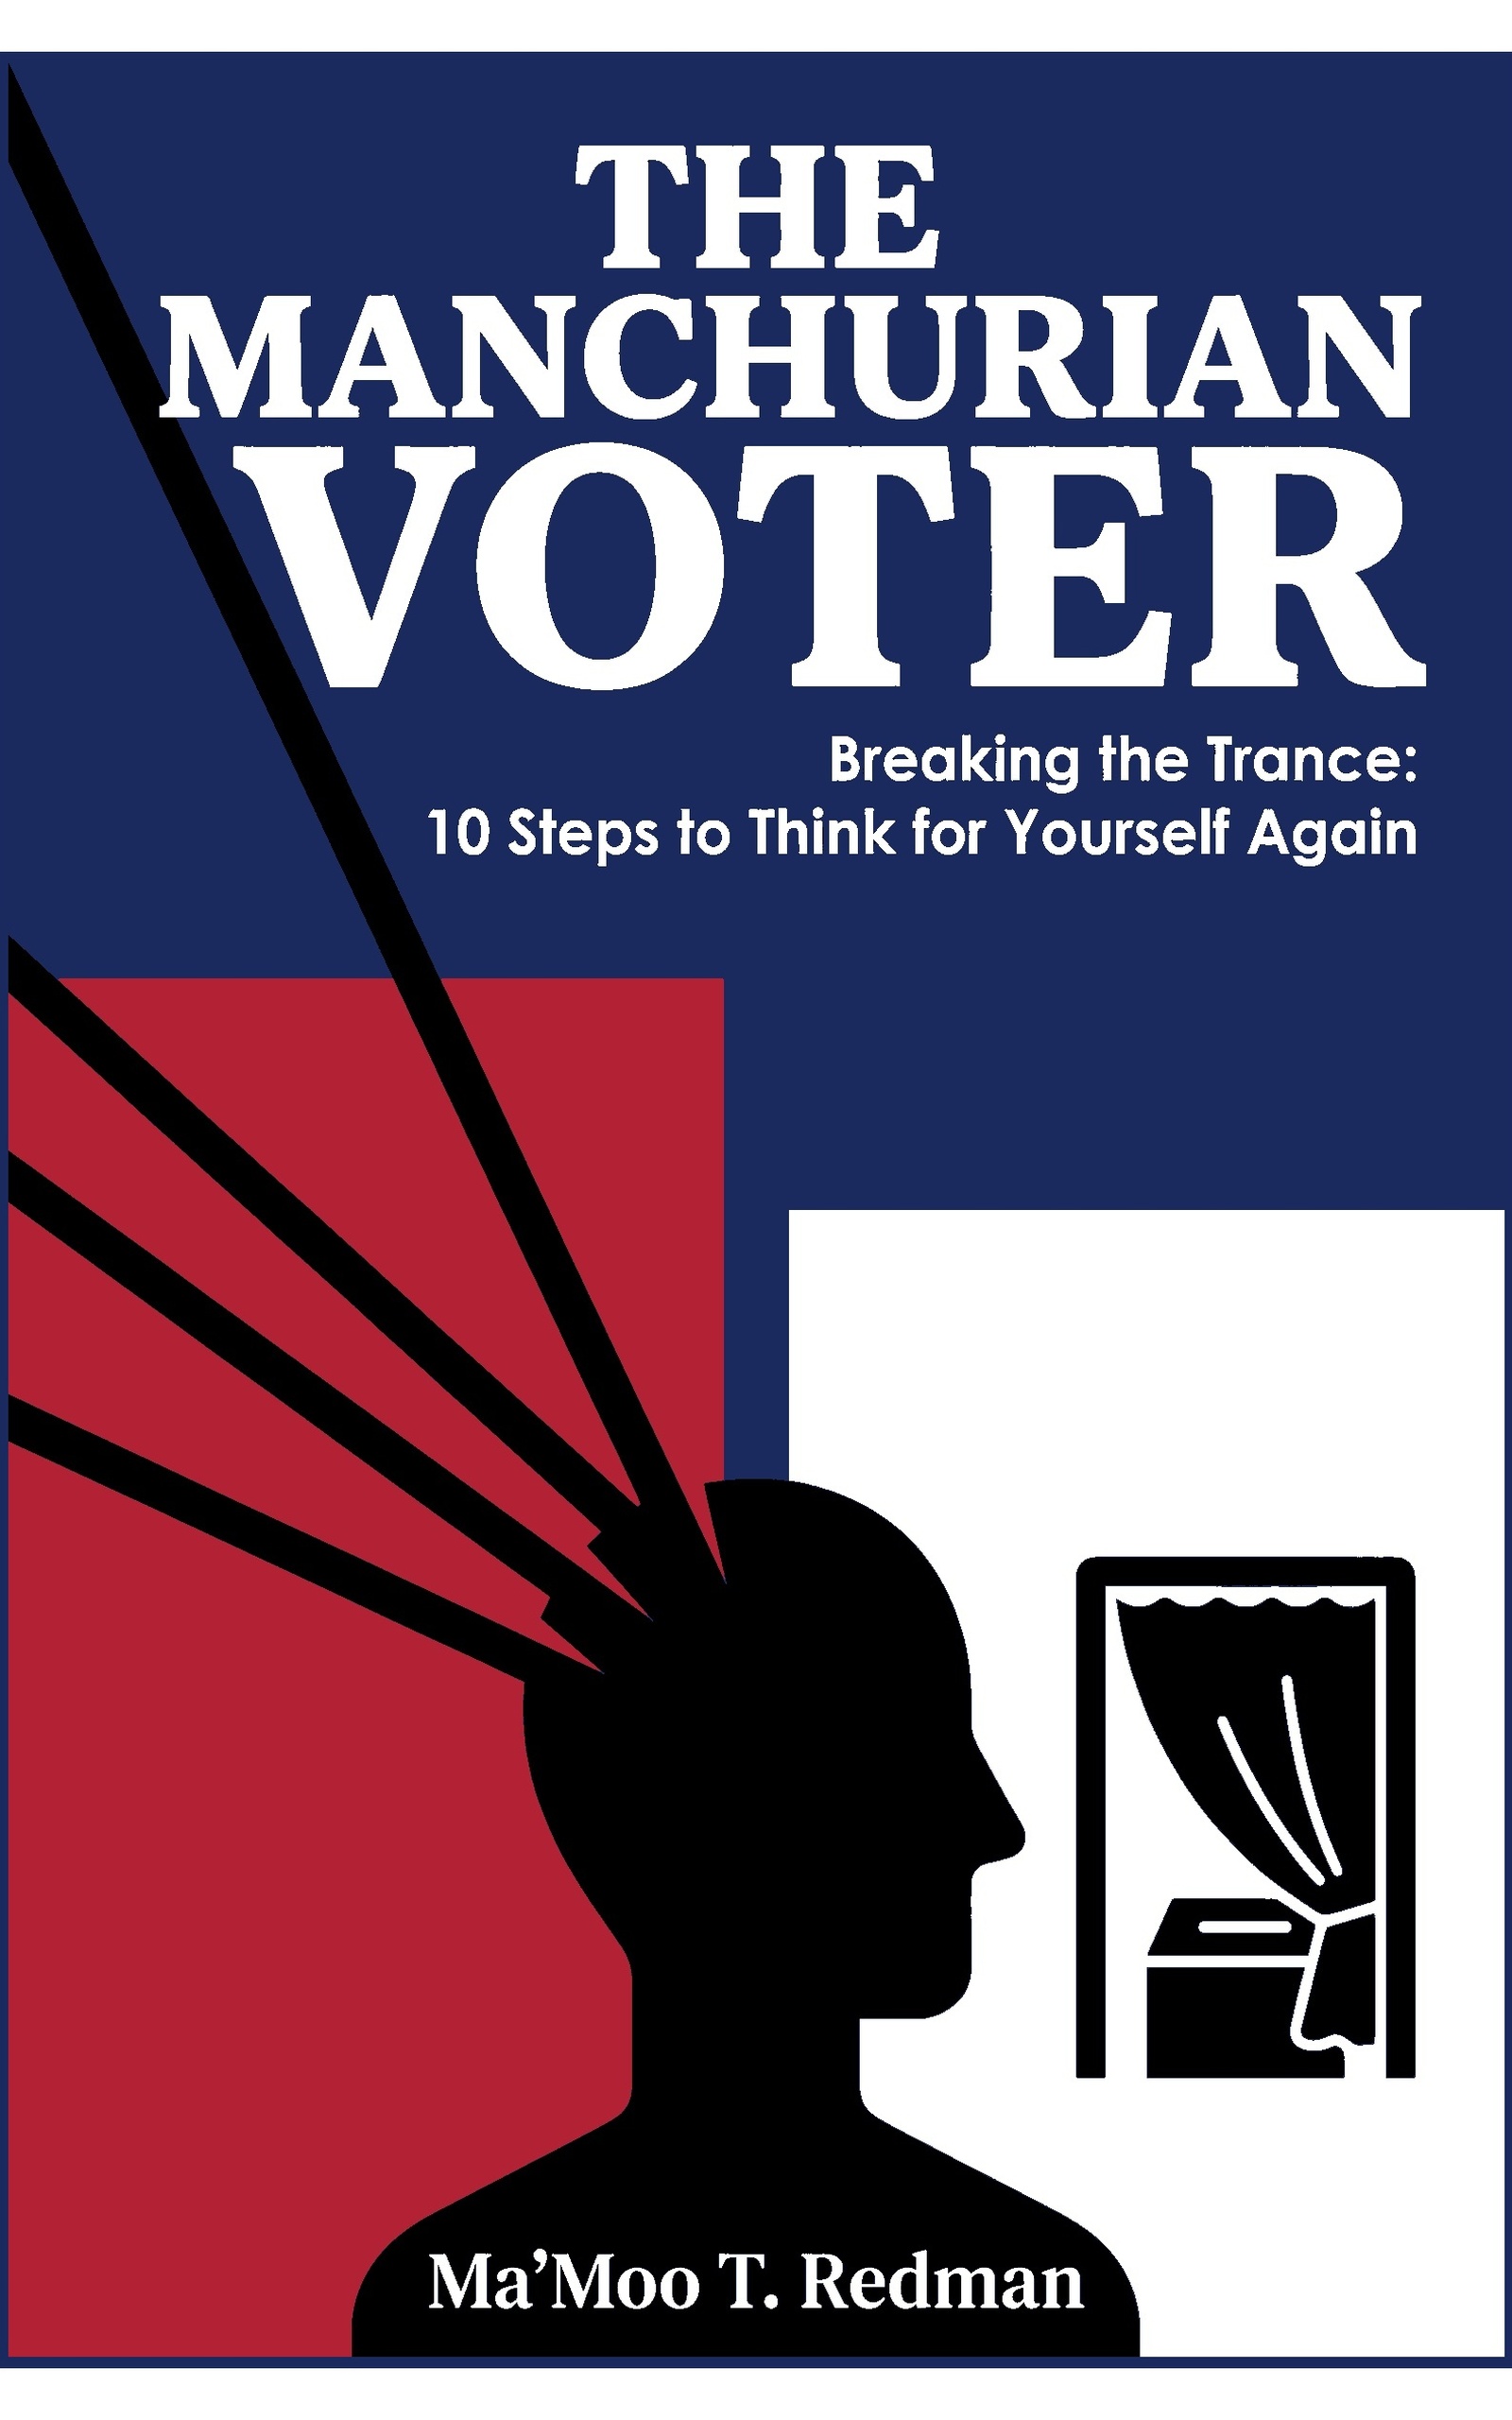 THE
MANCHURIAN
VOTER
Breaking the Trance:
10 Steps to Think for Yourself Again
Ma’Moo T. Redman